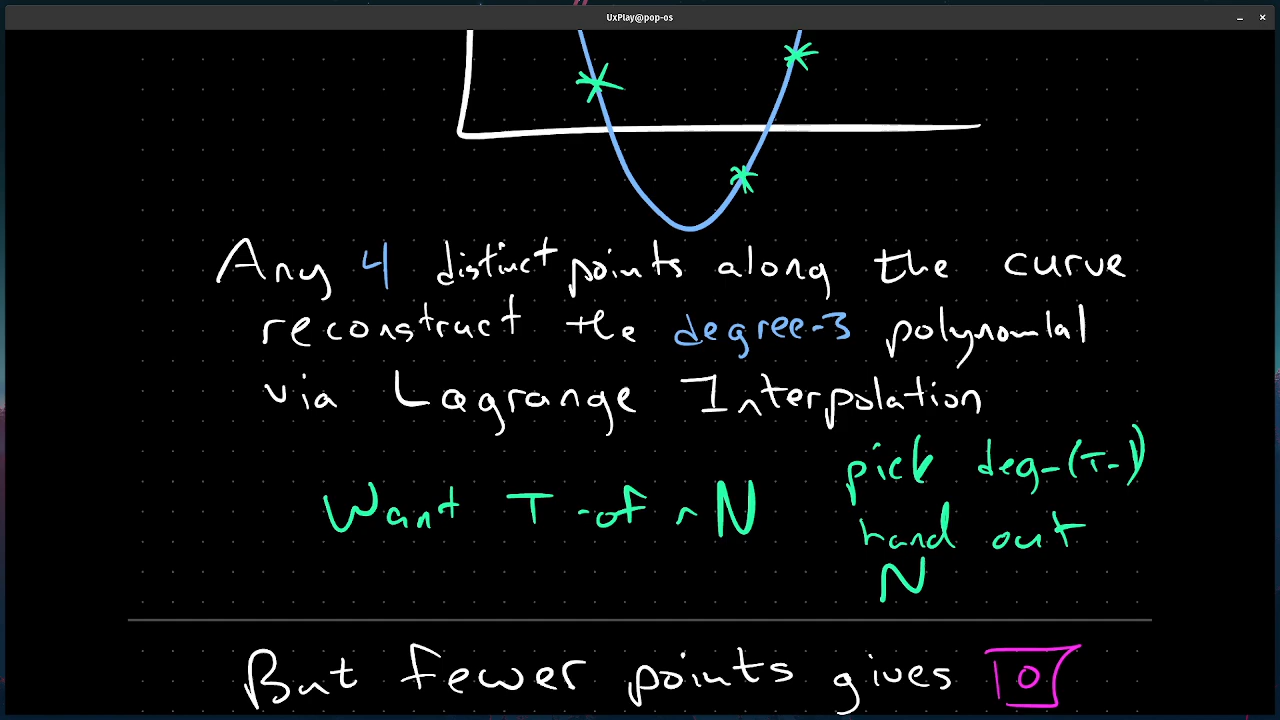 UxPlay@pop-os
Any 4 distinct points along the curve
reconstruct the degree-3 polynomial
via Lagrange Interpolation
pick deg-(T-1)
Want T-of-N
hand out
N
But fewer points gives 0